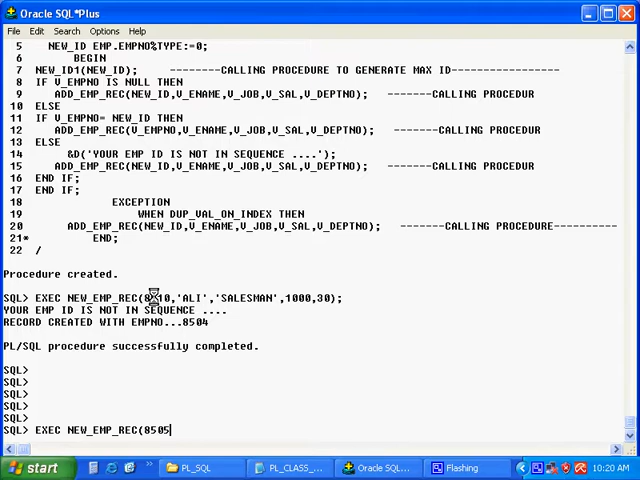 Oracle SQL*Plus
File Edit Search Options Help
5 NEW_ID EMP.EMPNO%TYPE:=0;
6 BEGIN
7 NEW_ID1(NEW_ID); --------CALLING PROCEDURE TO GENERATE MAX ID-----------------
8 IF V_EMPNO IS NULL THEN
9 ADD_EMP_REC(NEW_ID,V_ENAME,V_JOB,V_SAL,V_DEPTNO); -------CALLING PROCEDUR
10 ELSE
11 IF V_EMPNO= NEW_ID THEN
12 ADD_EMP_REC(V_EMPNO,V_ENAME,V_JOB,V_SAL,V_DEPTNO); -------CALLING PROCEDUR
13 ELSE
14 &D('YOUR EMP ID IS NOT IN SEQUENCE ....');
15 ADD_EMP_REC(NEW_ID,V_ENAME,V_JOB,V_SAL,V_DEPTNO); -------CALLING PROCEDUR
16 END IF;
17 END IF;
18 EXCEPTION
19 WHEN DUP_VAL_ON_INDEX THEN
20 ADD_EMP_REC(NEW_ID,V_ENAME,V_JOB,V_SAL,V_DEPTNO); -------CALLING PROCEDURE----------
21* END;
22 /
Procedure created.
SQL> EXEC NEW_EMP_REC(8510,'ALI','SALESMAN',1000,30);
YOUR EMP ID IS NOT IN SEQUENCE ....
RECORD CREATED WITH EMPNO...8504
PL/SQL procedure successfully completed.
SQL>
SQL>
SQL>
SQL>
SQL>
SQL> EXEC NEW_EMP_REC(8505
start PL_SQL PL_CLASS_... Oracle SQL... Flashing 10:20 AM